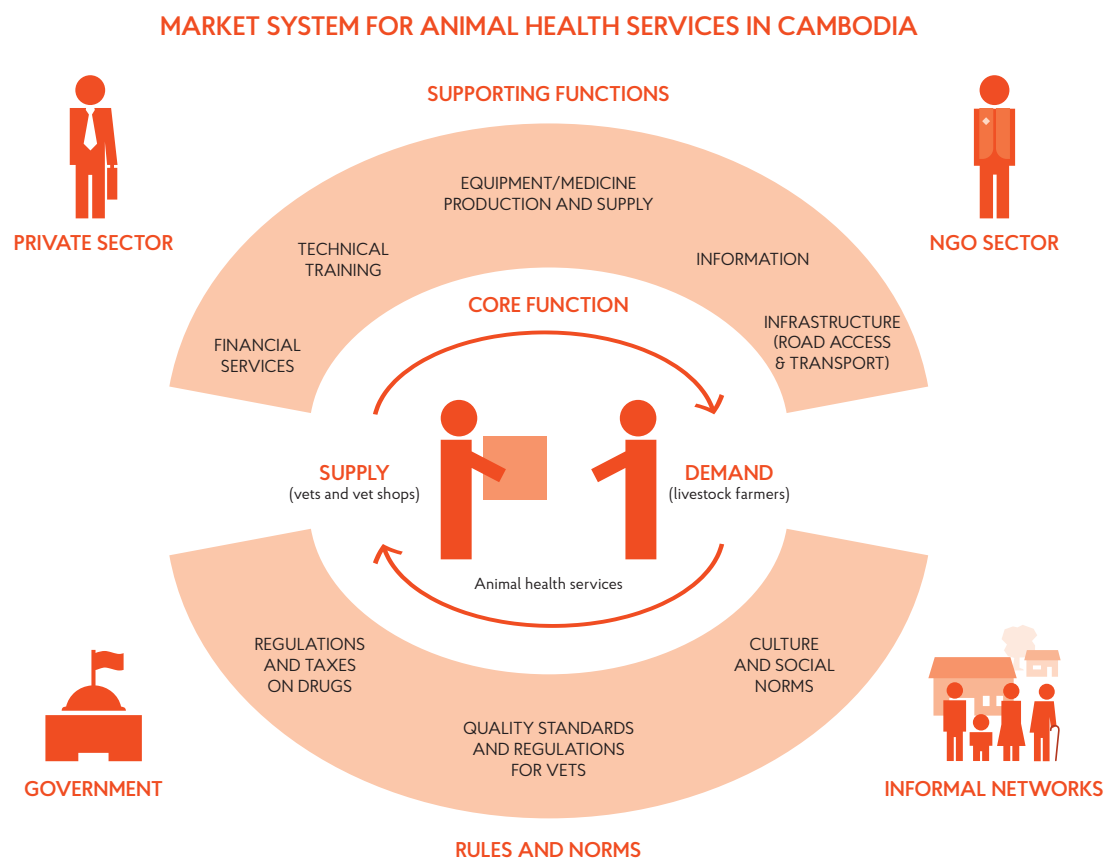 MARKET SYSTEM FOR ANIMAL HEALTH SERVICES IN CAMBODIA
SUPPORTING FUNCTIONS
PRIVATE SECTOR
NGO SECTOR
EQUIPMENT/MEDICINE
PRODUCTION AND SUPPLY
TECHNICAL
TRAINING
INFORMATION
FINANCIAL
SERVICES
INFRASTRUCTURE
(ROAD ACCESS
& TRANSPORT)
CORE FUNCTION
SUPPLY
(vets and vet shops)
DEMAND
(livestock farmers)
Animal health services
REGULATIONS
AND TAXES
ON DRUGS
QUALITY STANDARDS
AND REGULATIONS
FOR VETS
CULTURE
AND SOCIAL
NORMS
GOVERNMENT
INFORMAL NETWORKS
RULES AND NORMS